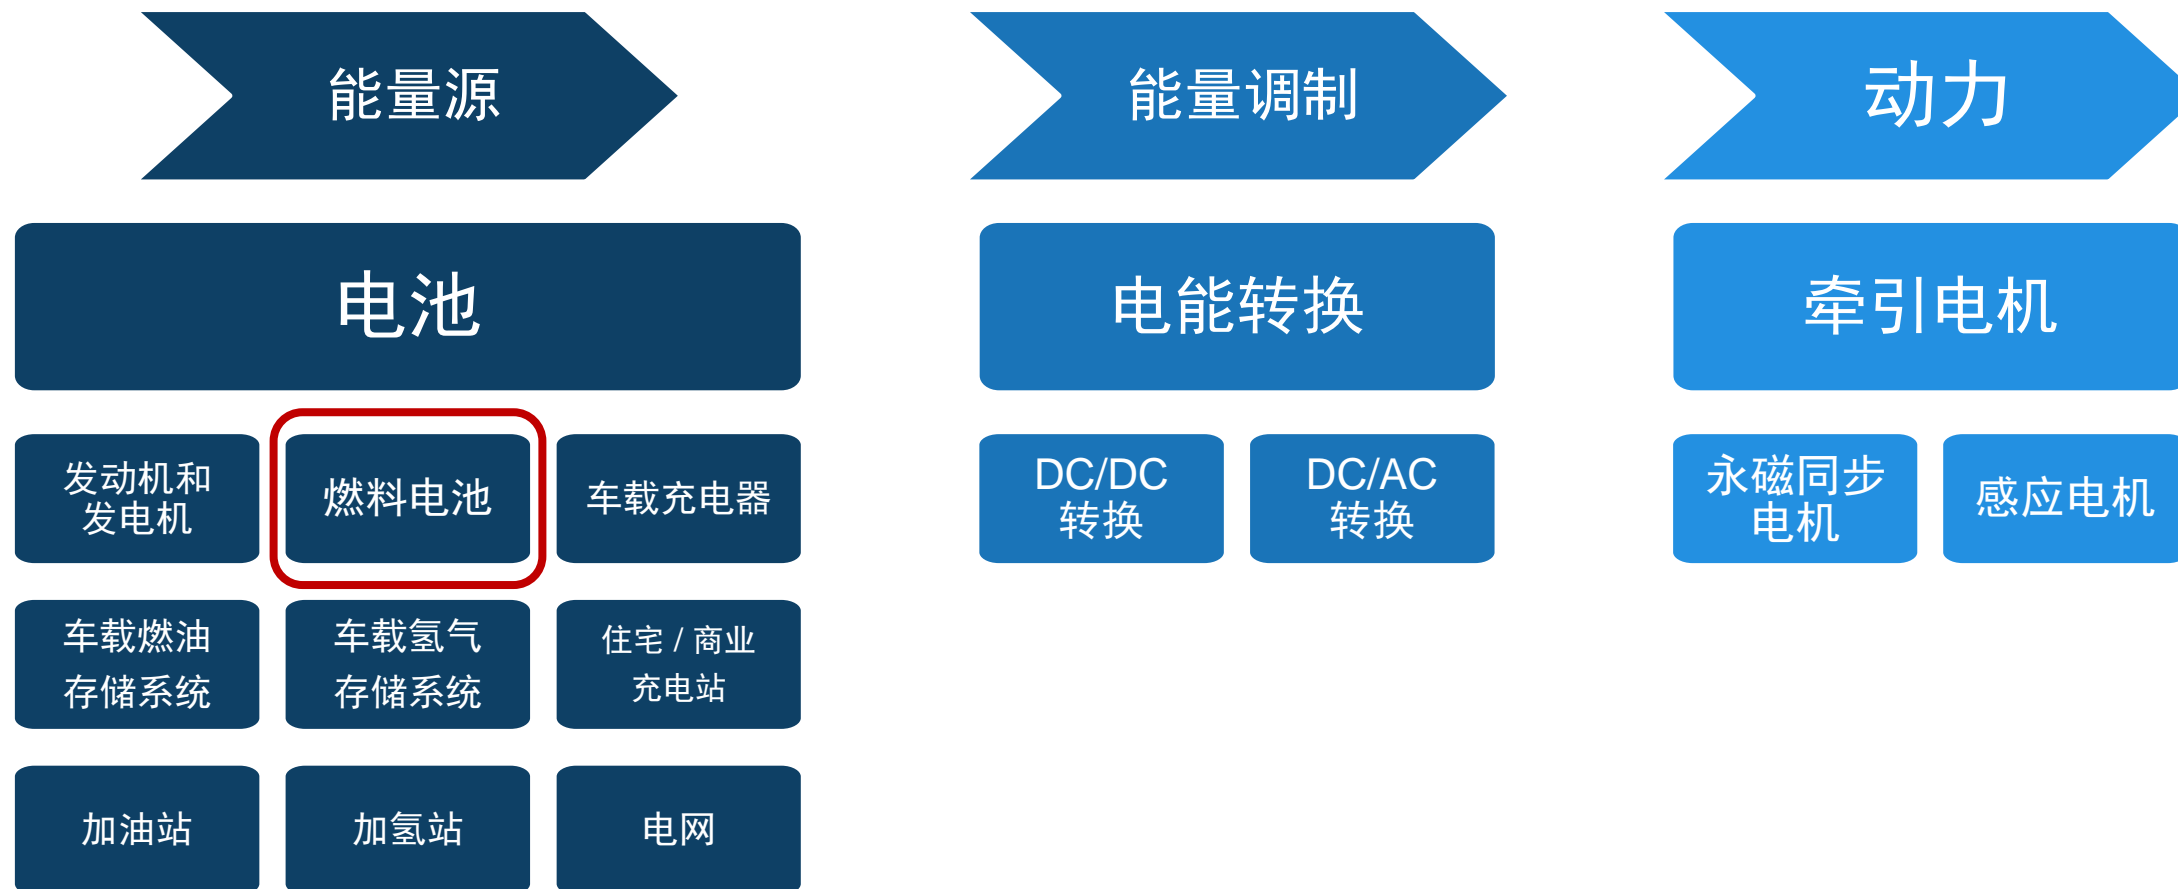 能量源
能量调制
动力
电池
电能转换
牵引电机
发动机和
发电机
燃料电池
车载充电器
DC/DC
转换
DC/AC
转换
永磁同步
电机
感应电机
车载燃油
存储系统
车载氢气
存储系统
住宅 / 商业
充电站
加油站
加氢站
电网